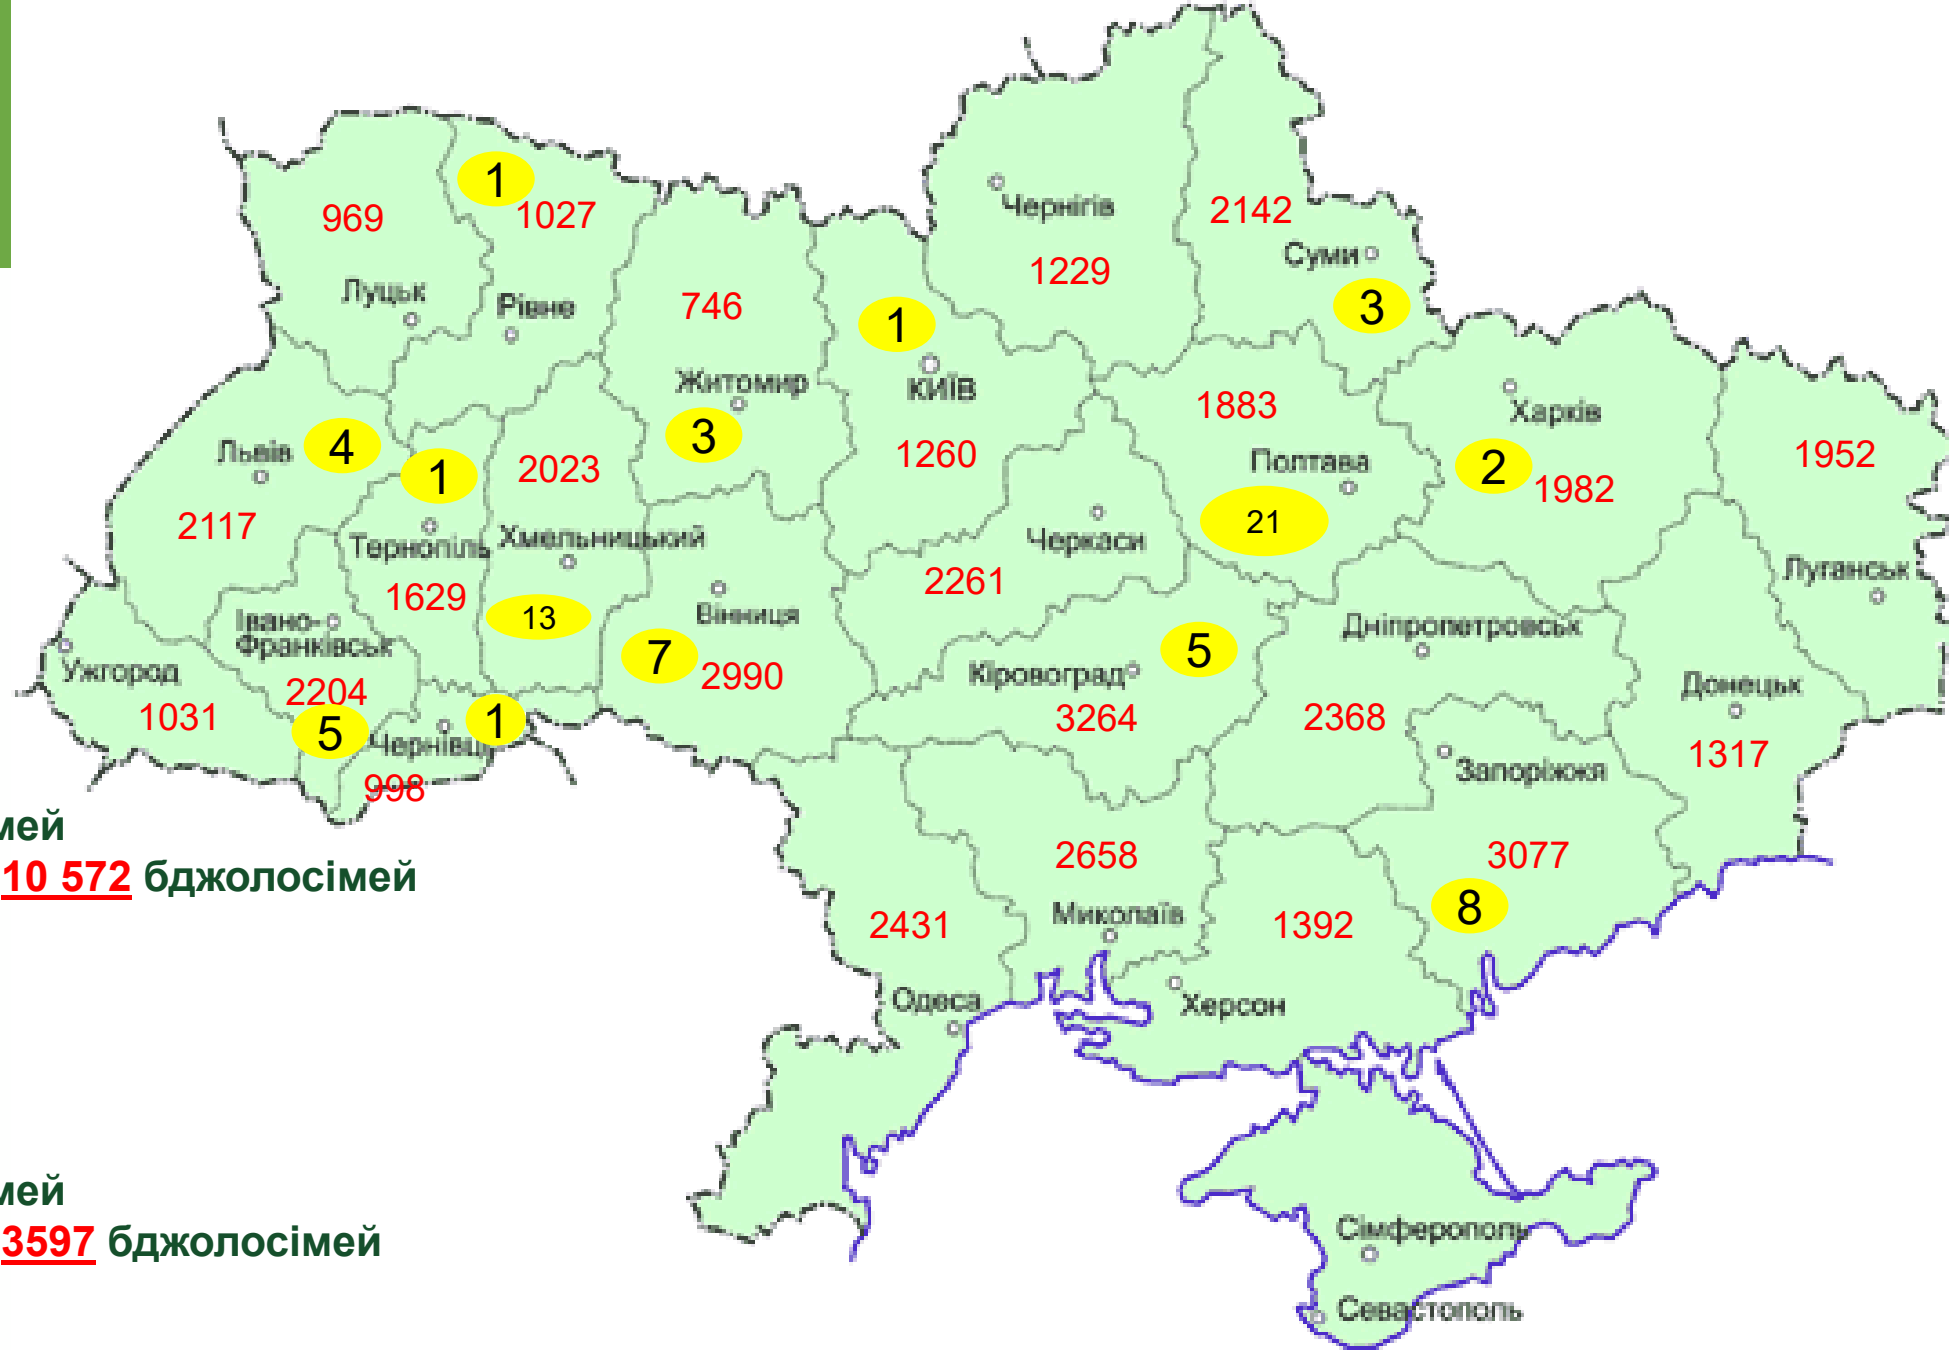 1
969
1027
Чернігів
2142
Суми
1229
Луцьк
Рівне
746
1
3
Житомир
КИЇВ
1883
Харків
Львів
4
3
1260
1952
1
2023
Полтава
2
1982
2117
21
Тернопіль
Хмельницький
Черкаси
Луганськ
1629
2261
13
Вінниця
Івано-
Франківськ
Дніпропетровськ
7
2990
5
Ужгород
Кіровоград
Донецьк
2204
1031
5
1
3264
2368
Чернівці
1317
998
Запоріжжя
мей
10 572 бджолосімей
2658
3077
2431
Миколаїв
1392
8
Одеса
Херсон
мей
3597 бджолосімей
Сімферополь
Севастополь